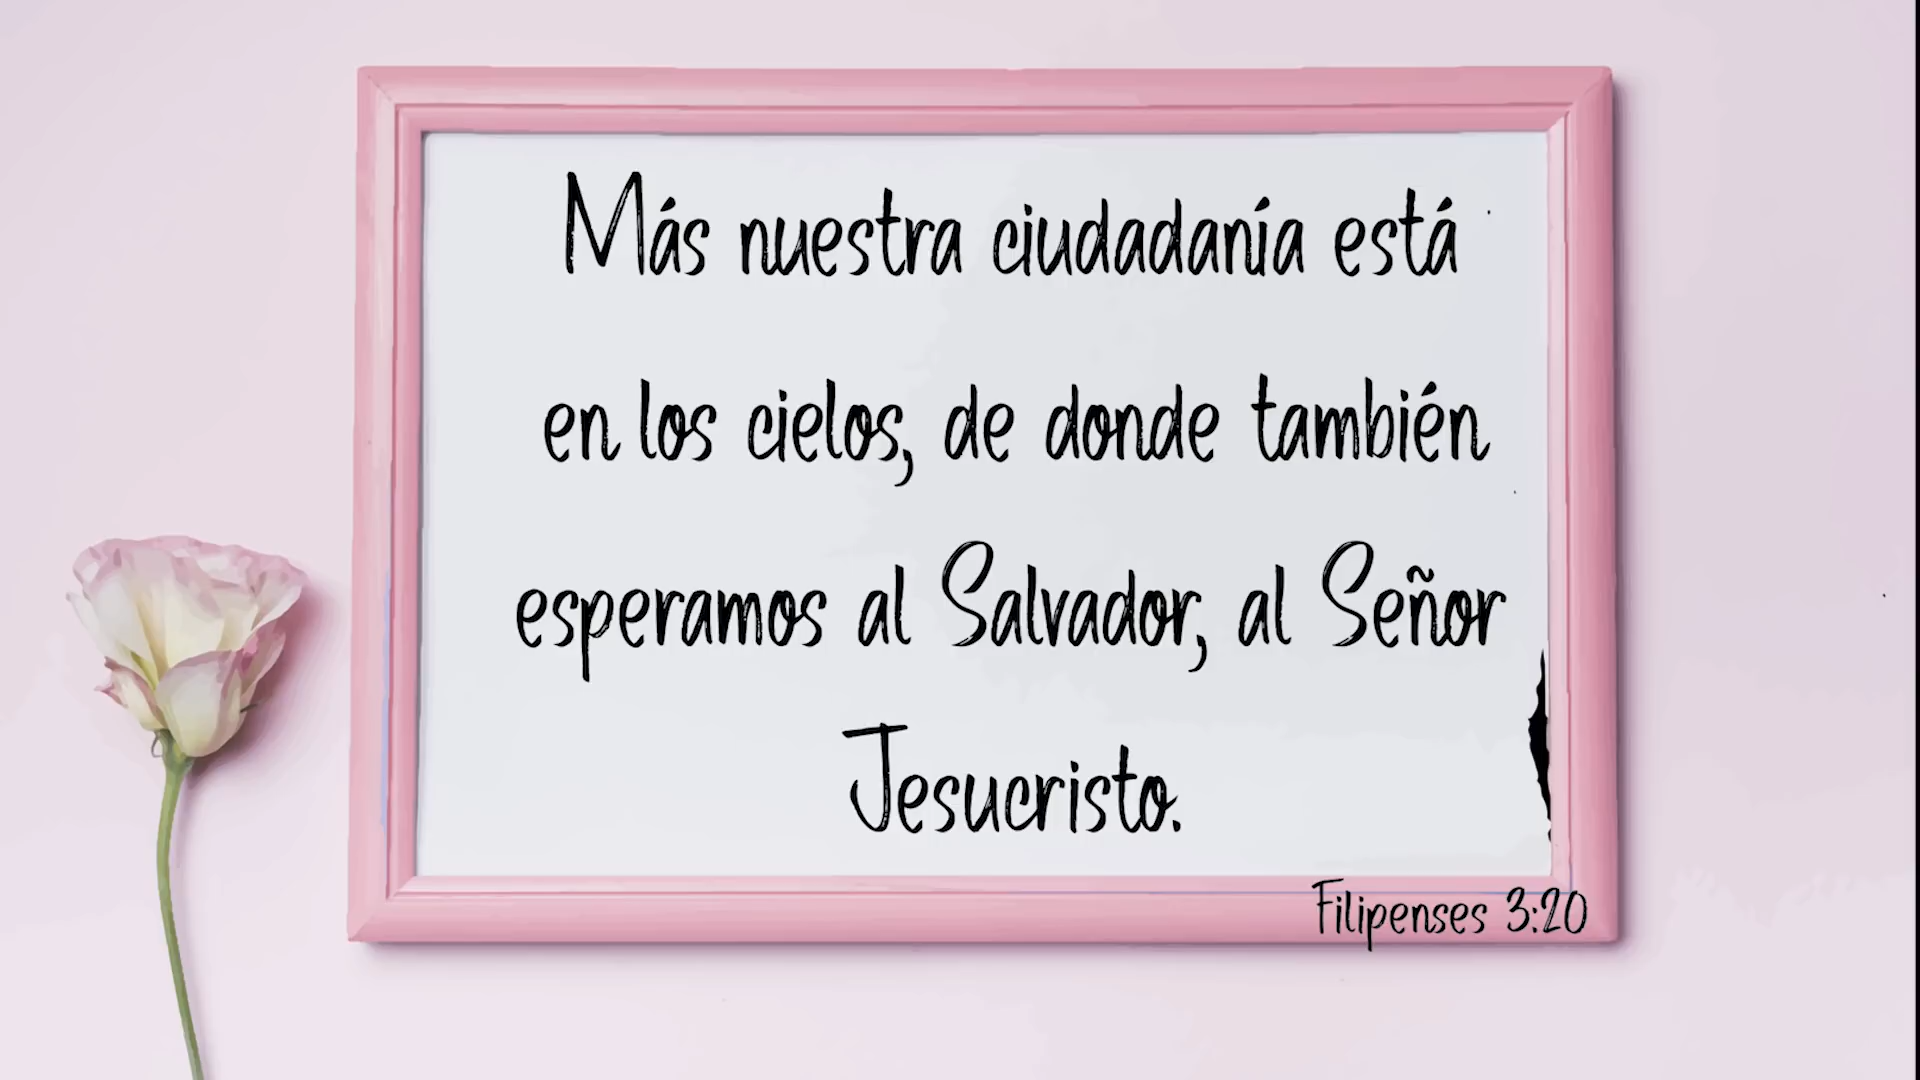 Más nuestra ciudadanía está
en los cielos, de donde también
esperamos al Salvador, al Señor
Jesucristo.
Filipenses 3:20